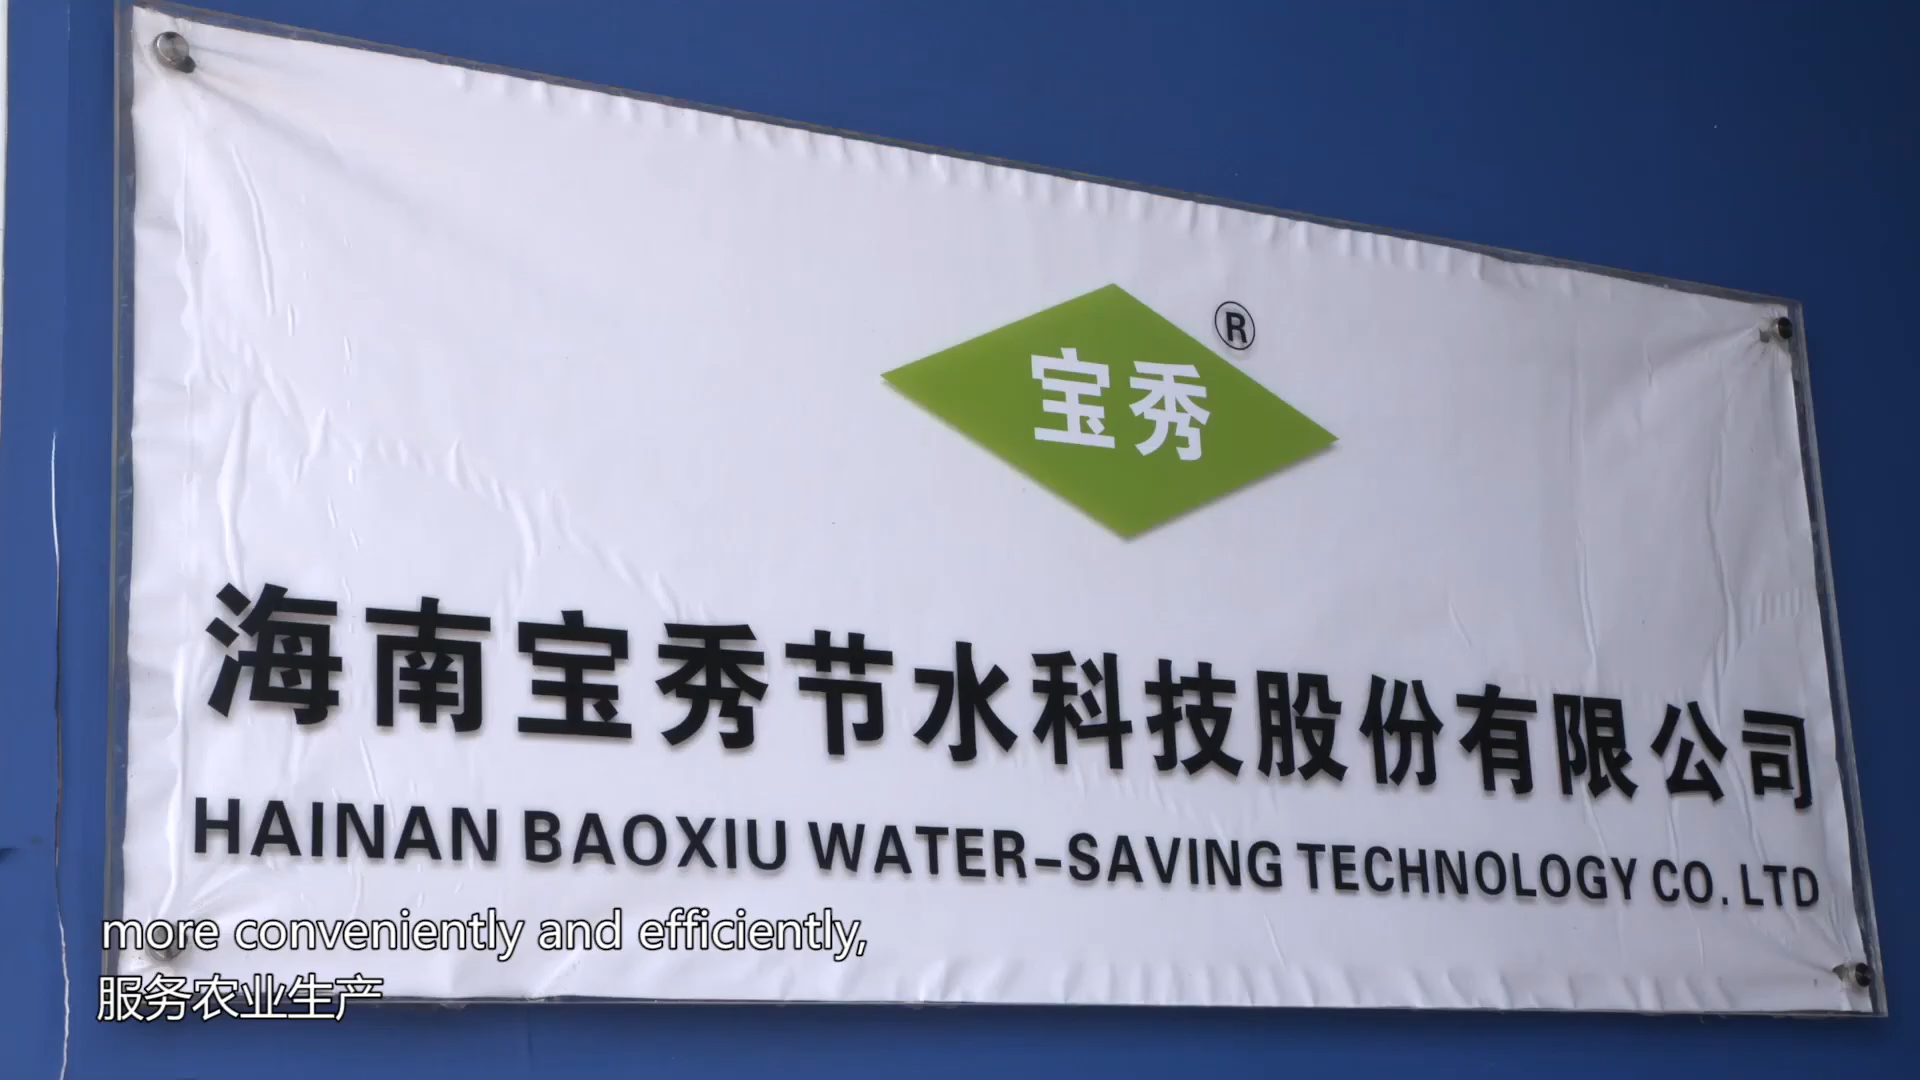 宝秀®
海南宝秀节水科技股份有限公司
HAINAN BAOXIU WATER-SAVING TECHNOLOGY CO. LTD
more conveniently and efficiently,
服务农业生产